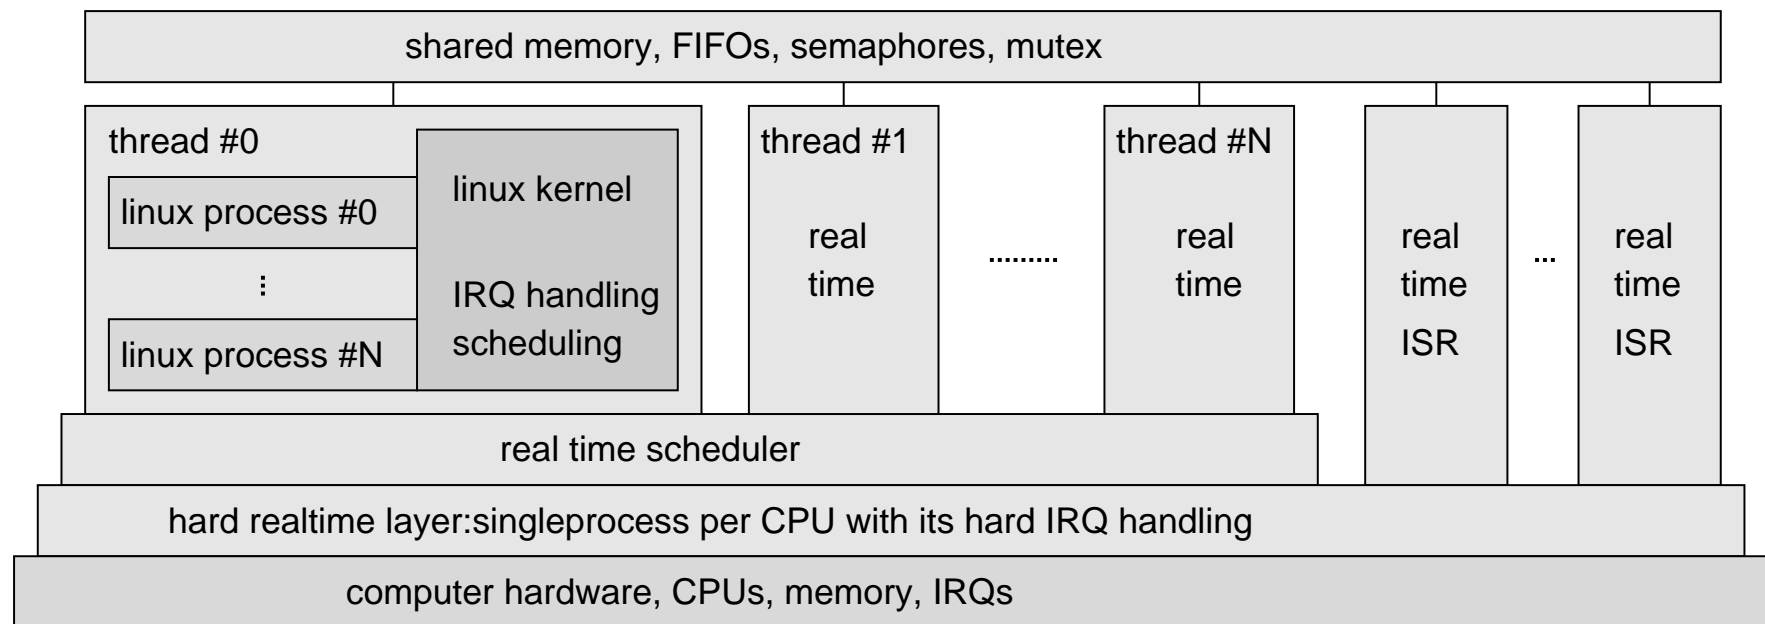 shared memory, FIFOs, semaphores, mutex
thread #0
linux process #0
linux process #N
linux kernel
IRQ handling
scheduling
thread #1
real
time
thread #N
real
time
real
time
ISR
real
time
ISR
real time scheduler
hard realtime layer:singleprocess per CPU with its hard IRQ handling
computer hardware, CPUs, memory, IRQs